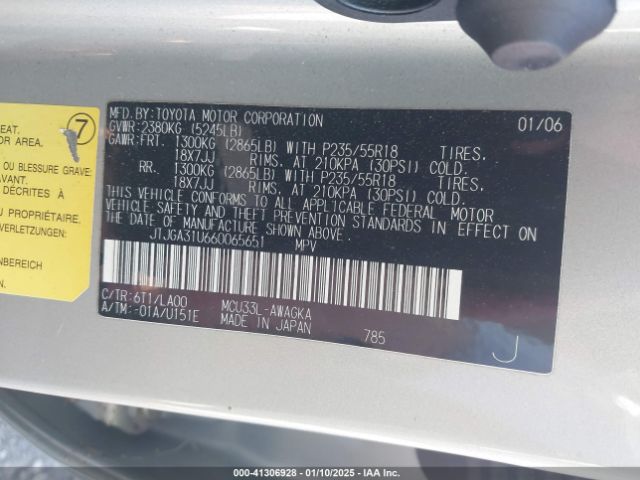 7
EAT.
OR AREA.
OU BLESSURE GRAVE:
AVANT.
DÉCRITES À
U PROPRIÉTAIRE.
VERLETZEN:
NBEREICH
MFD.BY:TOYOTA MOTOR CORPORATION 01/06
GVWR:2380KG (5245LB)
GAWR:FRT. 1300KG (2865LB) WITH P235/55R18 TIRES.
18X7JJ RIMS. AT 210KPA (30PSI) COLD.
RR. 1300KG (2865LB) WITH P235/55R18 TIRES.
18X7JJ RIMS. AT 210KPA (30PSI) COLD.
THIS VEHICLE CONFORMS TO ALL APPLICABLE FEDERAL MOTOR
VEHICLE SAFETY AND THEFT PREVENTION STANDARDS IN EFFECT
ON THE DATE OF MANUFACTURE SHOWN ABOVE.
JTJGA31U660065651 MPV
C/TR:6T1/LA00 MCU33L-AWAGKA
A/TM:-01A/U151E MADE IN JAPAN 785
J
000-41306928 - 01/10/2025 - IAAI.COM